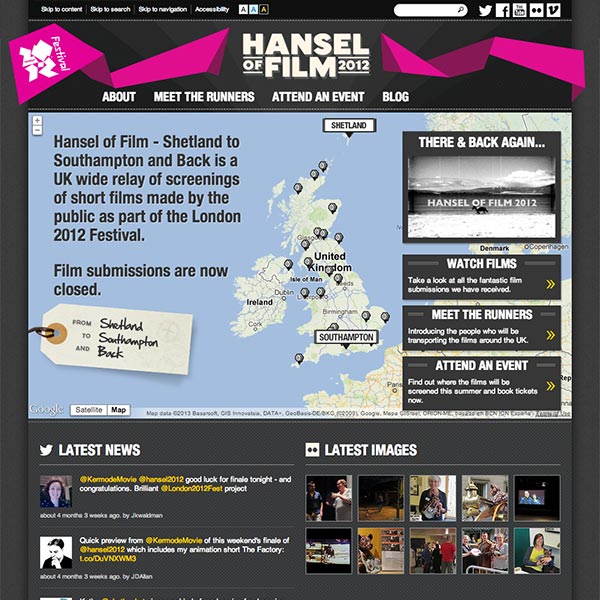 Skip to content
Skip to search
Skip to navigation
Accessibility
A A A
Festival
HANSEL
OF FILM 2012
ABOUT
MEET THE RUNNERS
ATTEND AN EVENT
BLOG
Hansel of Film - Shetland to
Southampton and Back is a
UK wide relay of screenings
of short films made by the
public as part of the London
2012 Festival.
Film submissions are now
closed.
FROM Shetland
TO Southampton
AND Back
SHETLAND
Glasgow
United
Kingdom
Isle of Man
Leeds
Dublin
Liverpool
Ireland
Birmingham
Cork
SOUTHAMPTON
Denmark
Copenhagen
THERE & BACK AGAIN...
HANSEL OF FILM 2012
WATCH FILMS
Take a look at all the fantastic film
submissions we have received.
MEET THE RUNNERS
Introducing the people who will be
transporting the films around the UK.
ATTEND AN EVENT
Find out where the films will be
screened this summer and book tickets
now.
Google
Satellite
Map
Map data ©2013 Basarsoft, GIS Innovatsia, DATA+, GeoBasis-DE/BKG (©2009), Google, Mapa GISrael, ORION-ME, based on BCN IGN España
Terms of Use
LATEST NEWS
@KermodeMovie @hansel2012 good luck for finale tonight - and
congratulations. Brilliant @London2012Fest project
about 4 months 3 weeks ago. by Jkwaldman
Quick preview from @KermodeMovie of this weekend's finale of
@hansel2012 which includes my animation short The Factory:
t.co/DuVNXWM3
about 4 months 3 weeks ago. by JDAllan
LATEST IMAGES